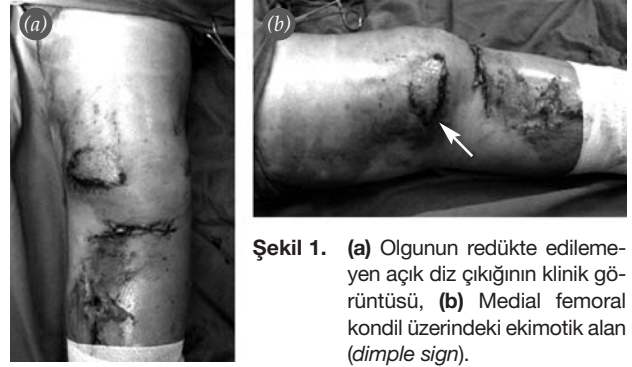 (a)
(b)
Şekil 1. (a) Olgunun redükte edileme-
yen açık diz çıkığının klinik gö-
rüntüsü, (b) Medial femoral
kondil üzerindeki ekimotik alan
(dimple sign).